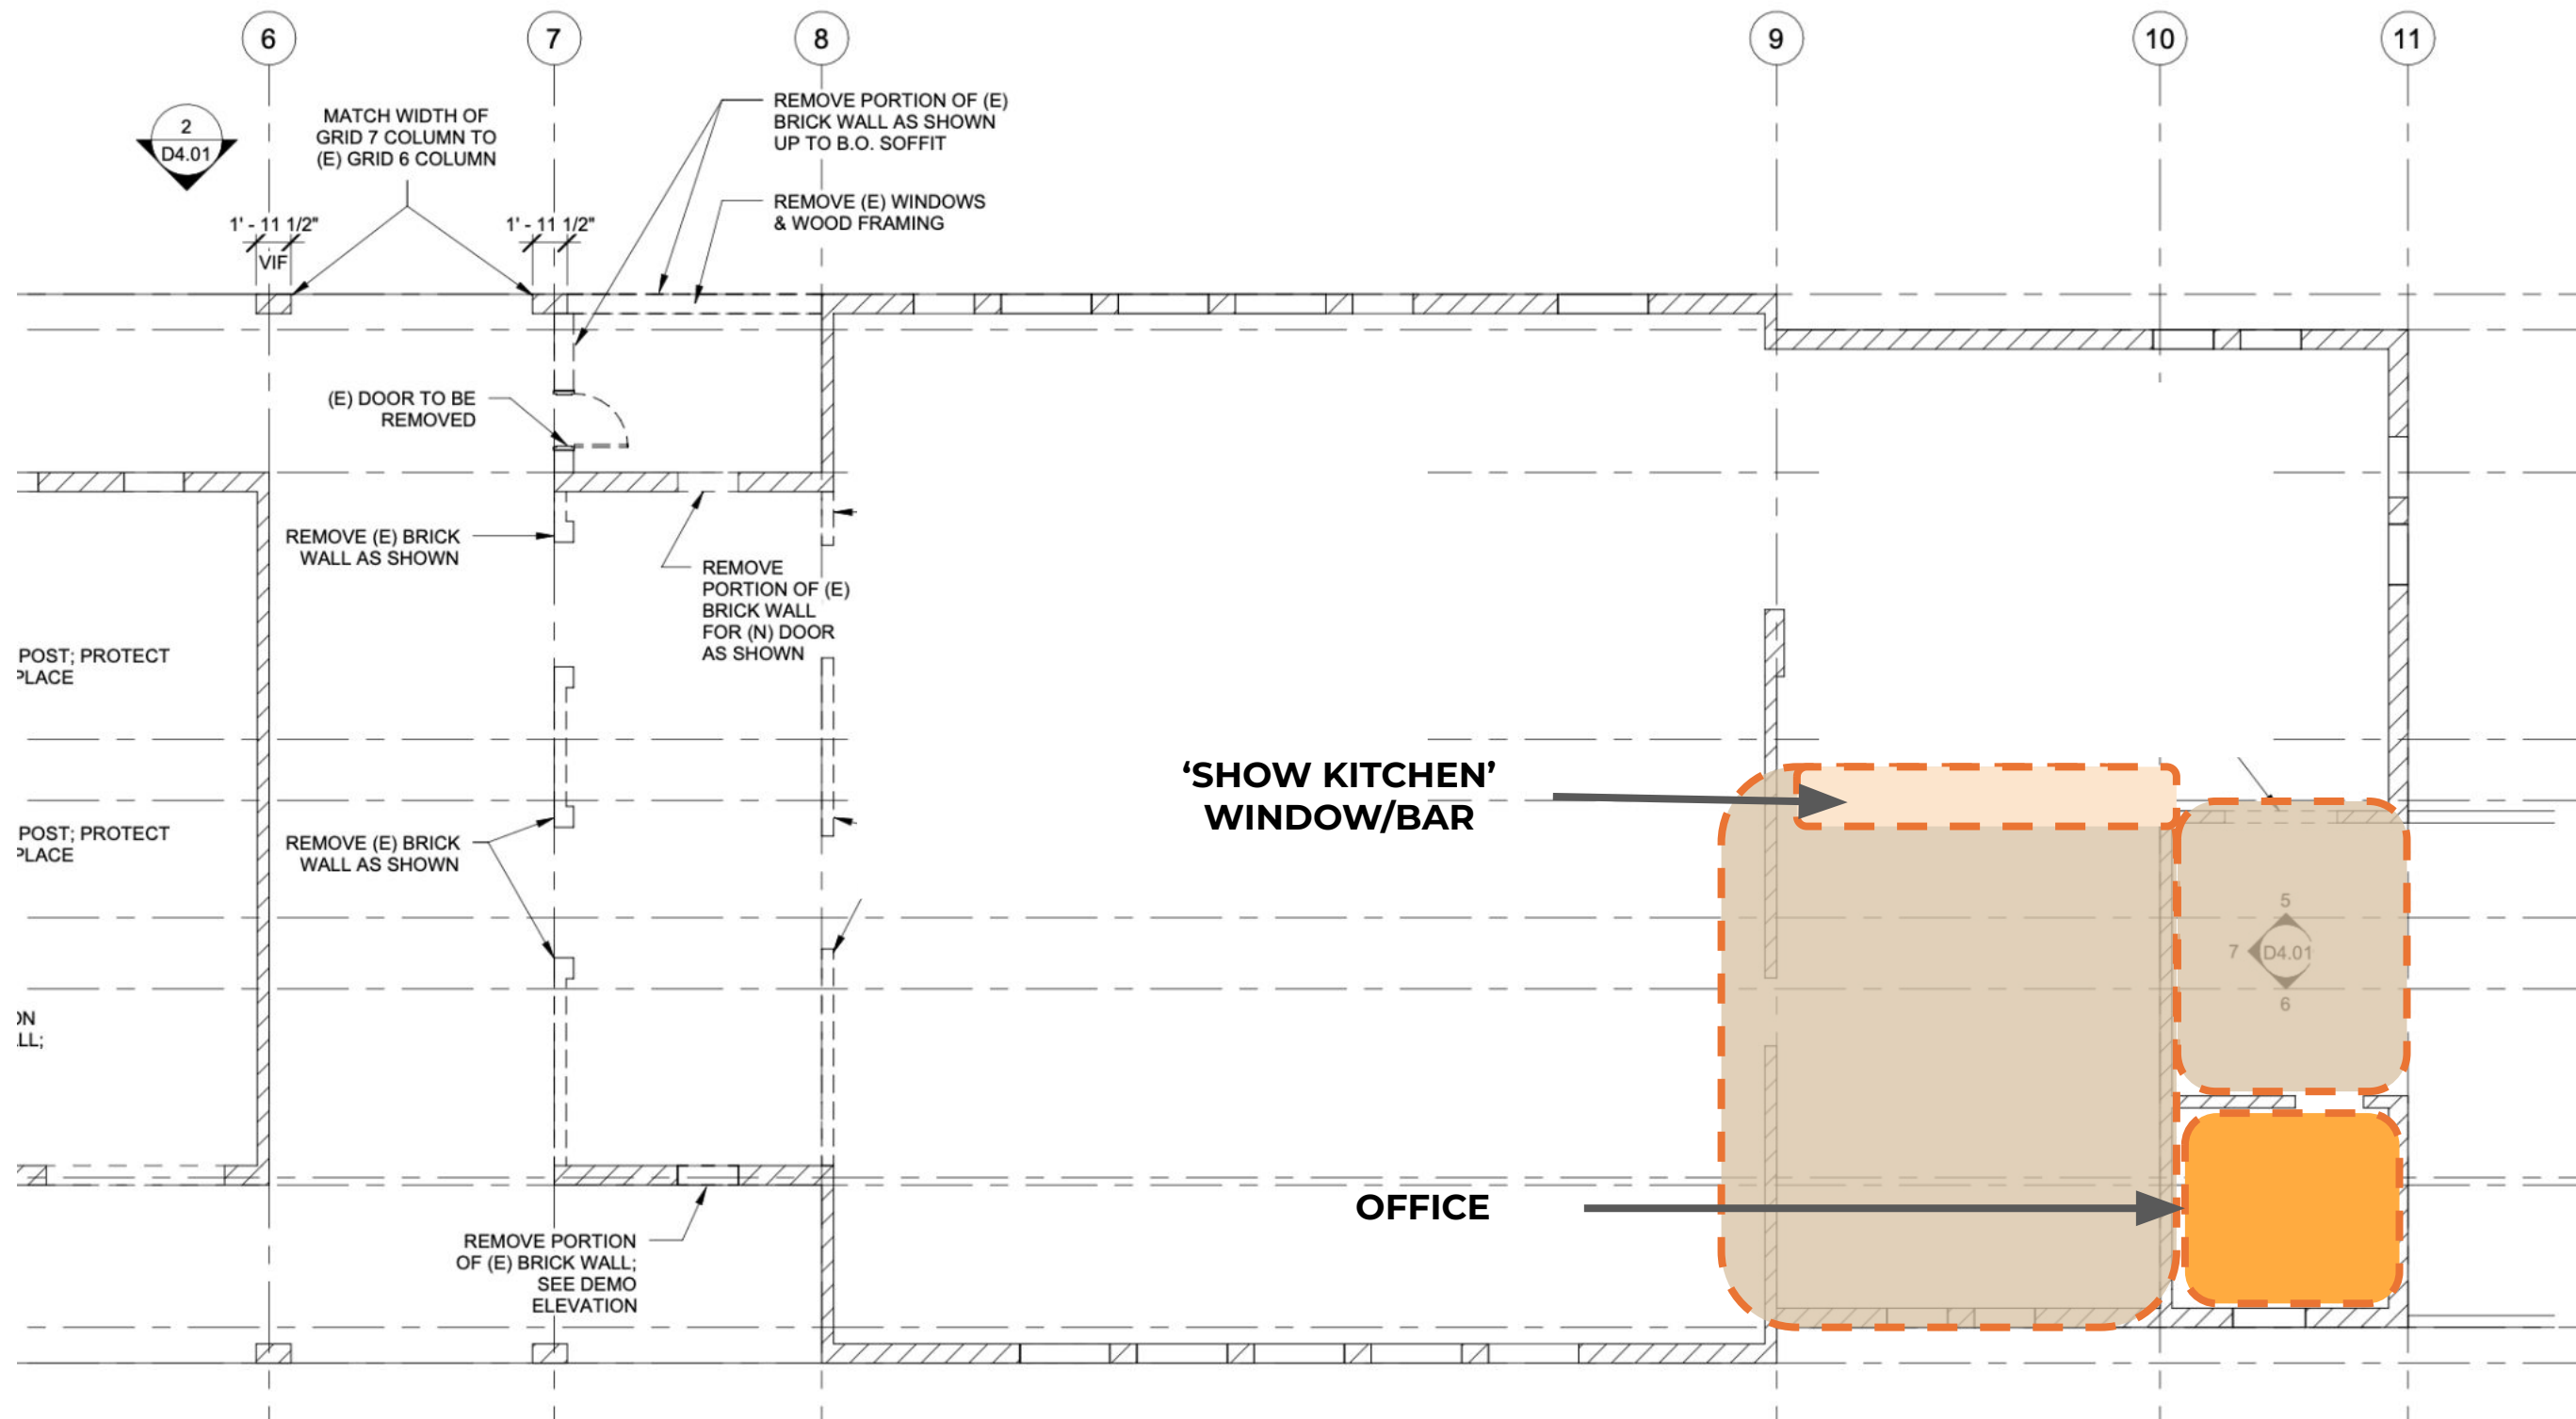 6
7
8
9
10
11
2
D4.01
MATCH WIDTH OF
GRID 7 COLUMN TO
(E) GRID 6 COLUMN
REMOVE PORTION OF (E)
BRICK WALL AS SHOWN
UP TO B.O. SOFFIT
REMOVE (E) WINDOWS
& WOOD FRAMING
1' - 11 1/2"
VIF
1' - 11 1/2"
(E) DOOR TO BE
REMOVED
REMOVE (E) BRICK
WALL AS SHOWN
REMOVE
PORTION OF (E)
BRICK WALL
FOR (N) DOOR
AS SHOWN
POST; PROTECT
PLACE
'SHOW KITCHEN'
WINDOW/BAR
POST; PROTECT
PLACE
REMOVE (E) BRICK
WALL AS SHOWN
5
7
D4.01
6
ON
LL;
OFFICE
REMOVE PORTION
OF (E) BRICK WALL;
SEE DEMO
ELEVATION